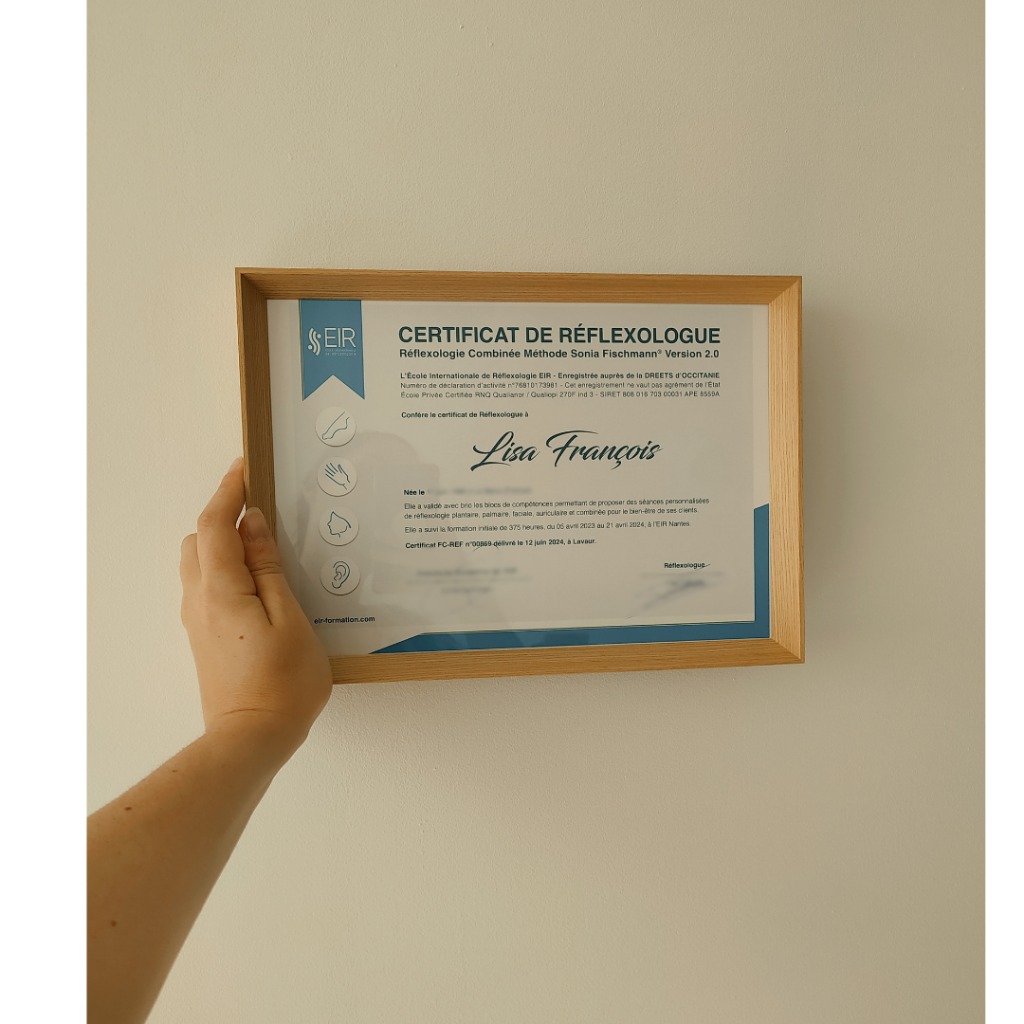 EIR
CERTIFICAT DE RÉFLEXOLOGUE
Réflexologie Combinée Méthode Sonia Fischmann® Version 2.0
L'École Internationale de Réflexologie EIR - Enregistrée auprès de la DREETS d'OCCITANIE
Numéro de déclaration d'activité n°76810173981 - Cet enregistrement ne vaut pas agrément de l'État
École Privée Certifiée RNQ Qualianor / Qualiopi 270F ind 3 - SIRET 808 016 703 00031 APE 8559A
Confère le certificat de Réflexologue à
Lisa François
Née le
Elle a validé avec brio les blocs de compétences permettant de proposer des séances personnalisées
de réflexologie plantaire, palmaire, faciale, auriculaire et combinée pour le bien-être de ses clients.
Elle a suivi la formation initiale de 375 heures, du 05 avril 2023 au 21 avril 2024, à l'EIR Nantes
Certificat FC-REF n°00869 délivré le 12 juin 2024, à Lavaur.
Réflexologue
eir-formation.com